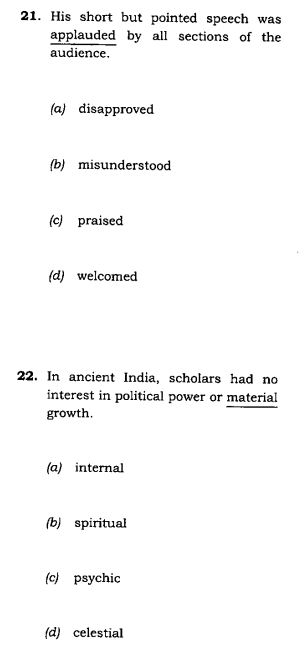 21. His short but pointed speech was
applauded by all sections of the
audience.
(a) disapproved
(b) misunderstood
(c) praised
(d) welcomed
22. In ancient India, scholars had no
interest in political power or material
growth.
(a) internal
(b) spiritual
(c) psychic
(d) celestial